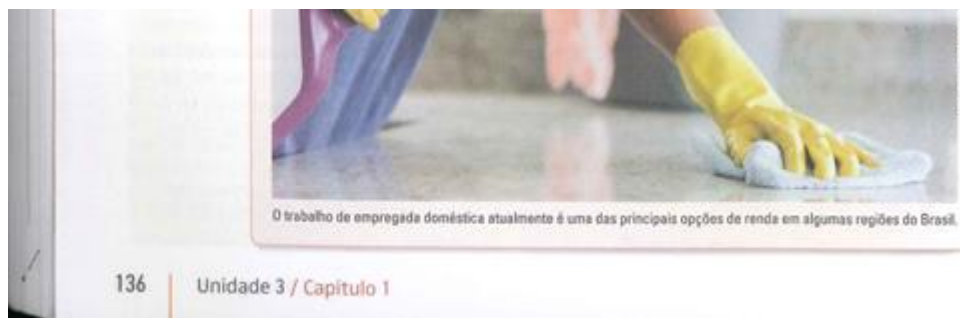 O trabalho de empregada doméstica atualmente é uma das principais opções de renda em algumas regiões do Brasil.
136
Unidade 3 / Capítulo 1